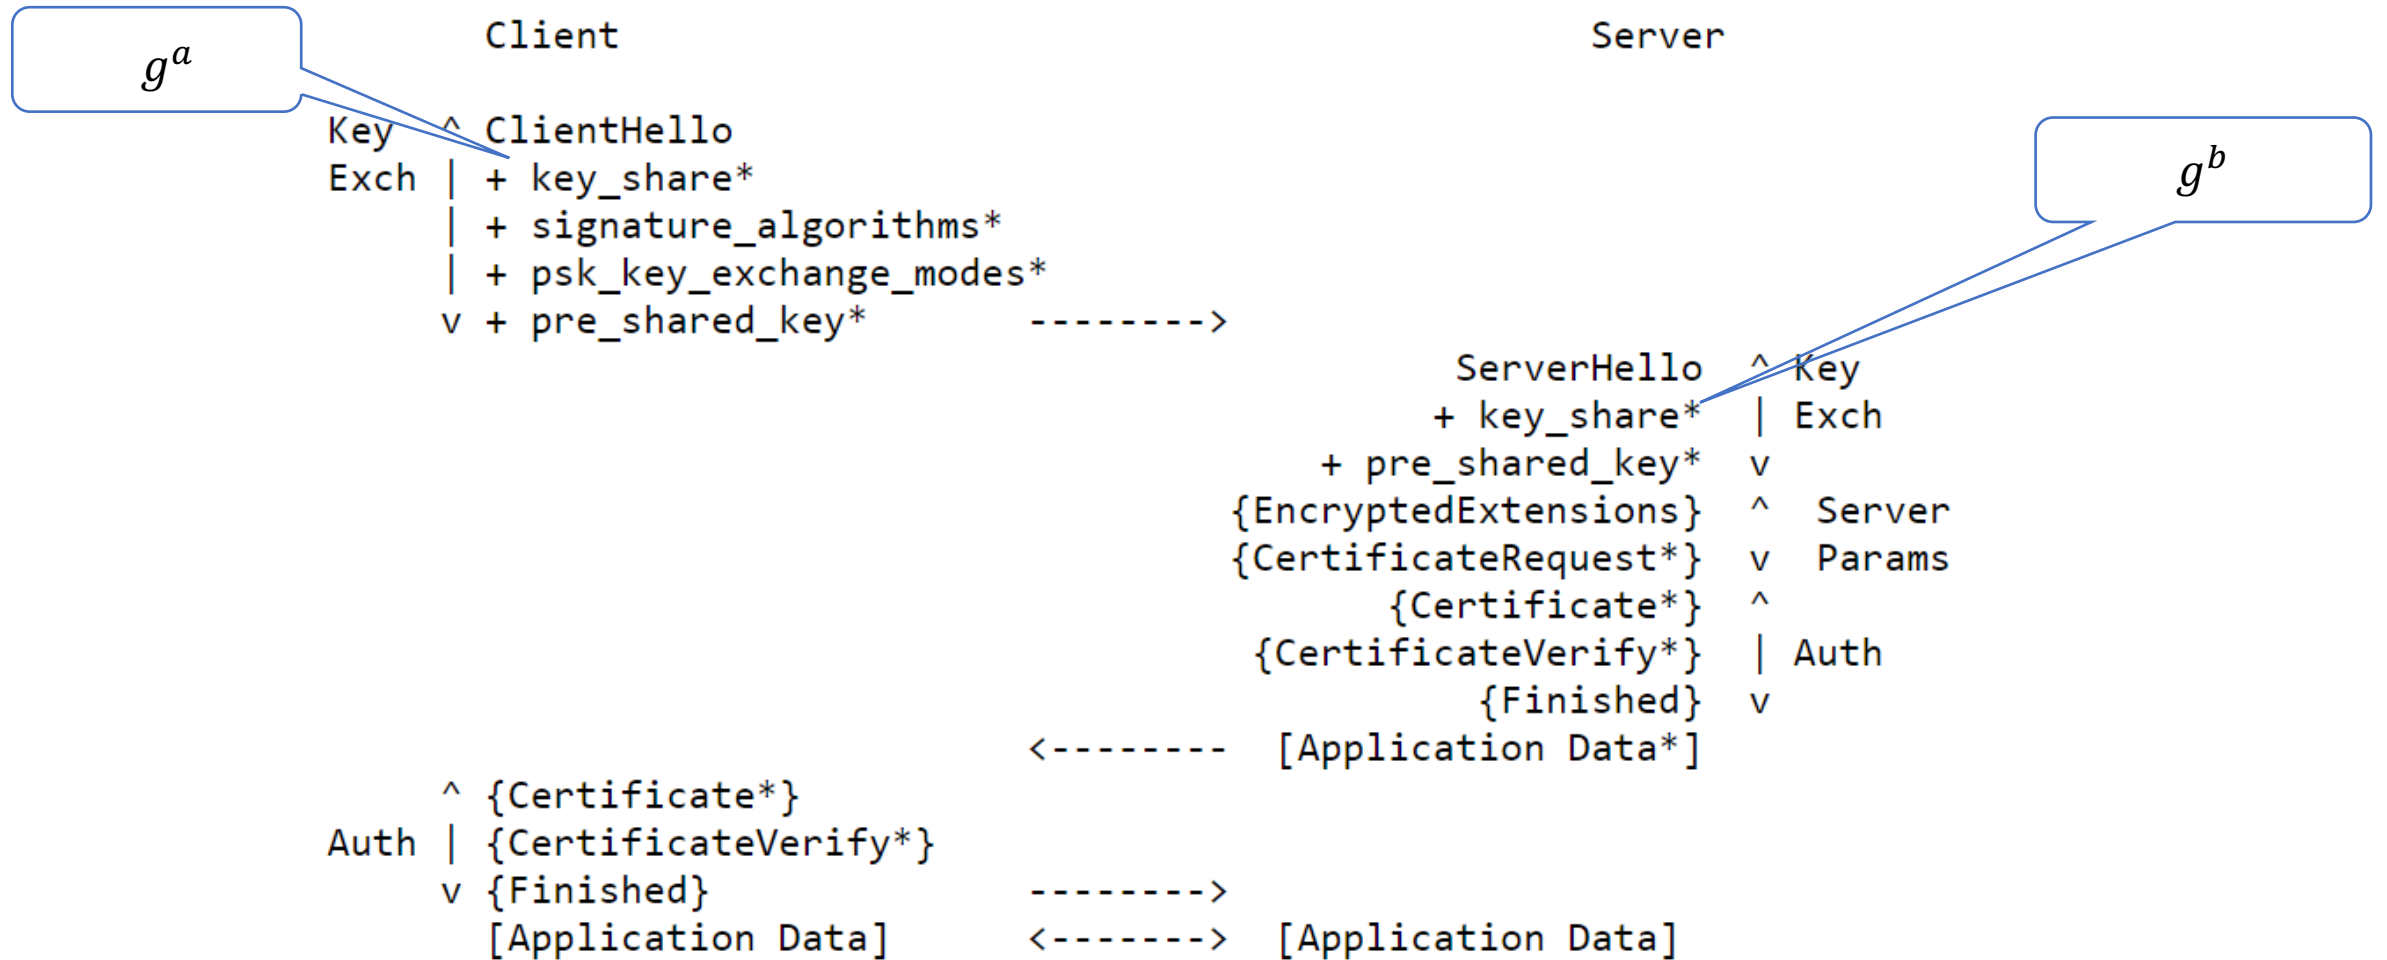 Client Server
g^a
Key ^ ClientHello
Exch | + key_share*
| + signature_algorithms*
| + psk_key_exchange_modes*
v + pre_shared_key* -------->
g^b
ServerHello ^ Key
+ key_share* | Exch
+ pre_shared_key* v
{EncryptedExtensions} ^ Server
{CertificateRequest*} v Params
{Certificate*} ^
{CertificateVerify*} | Auth
{Finished} v
<-------- [Application Data*]
^ {Certificate*}
Auth | {CertificateVerify*}
v {Finished} -------->
[Application Data] <-------> [Application Data]